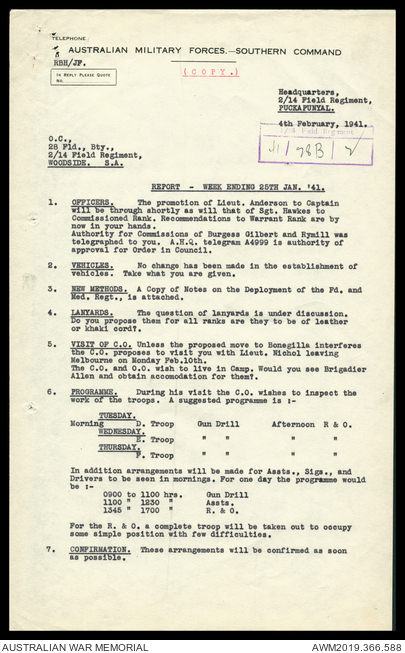 TELEPHONE
AUSTRALIAN MILITARY FORCES.—SOUTHERN COMMAND
RBH/JF.
IN REPLY PLEASE QUOTE
No.
(COPY.)
Headquarters,
2/14 Field Regiment,
PUCKAPUNYAL.
4th February, 1941.
2/14 Field Regiment
O.C.,
28 Fld., Bty.,
2/14 Field Regiment,
WOODSIDE. S.A.
REPORT - WEEK ENDING 25TH JAN. '41.
1. OFFICERS. The promotion of Lieut. Anderson to Captain
will be through shortly as will that of Sgt. Hawkes to
Commissioned Rank. Recommendations to Warrant Rank are by
now in your hands.
Authority for Commissions of Burgess Gilbert and Rymill was
telegraphed to you. A.H.Q. telegram A4999 is authority of
approval for Order in Council.
2. VEHICLES. No change has been made in the establishment of
vehicles. Take what you are given.
3. NEW METHODS. A Copy of Notes on the Deployment of the Fd. and
Med. Regt., is attached.
4. LANYARDS. The question of lanyards is under discussion.
Do you propose them for all ranks are they to be of leather
or khaki cord?.
5. VISIT OF C.O. Unless the proposed move to Bonegilla interferes
the C.O. proposes to visit you with Lieut. Nichol leaving
Melbourne on Monday Feb.10th.
The C.O. and O.O. wish to live in Camp. Would you see Brigadier
Allen and obtain accomodation for them?.
6. PROGRAMME. During his visit the C.O. wishes to inspect the
work of the troops. A suggested programme is :-
TUESDAY.
Morning D. Troop Gun Drill Afternoon R & O.
WEDNESDAY.
E. Troop " " " "
THURSDAY.
F. Troop " " " "
In addition arrangements will be made for Assts., Sigs., and
Drivers to be seen in mornings. For one day the programme would
be :-
0900 to 1100 hrs. Gun Drill
1100 " 1230 " Assts.
1345 " 1700 " R. & O.
For the R. & O. a complete troop will be taken out to occupy
some simple position with few difficulties.
7. CONFIRMATION. These arrangements will be confirmed as soon
as possible.
AUSTRALIAN WAR MEMORIAL
AWM2019.366.588